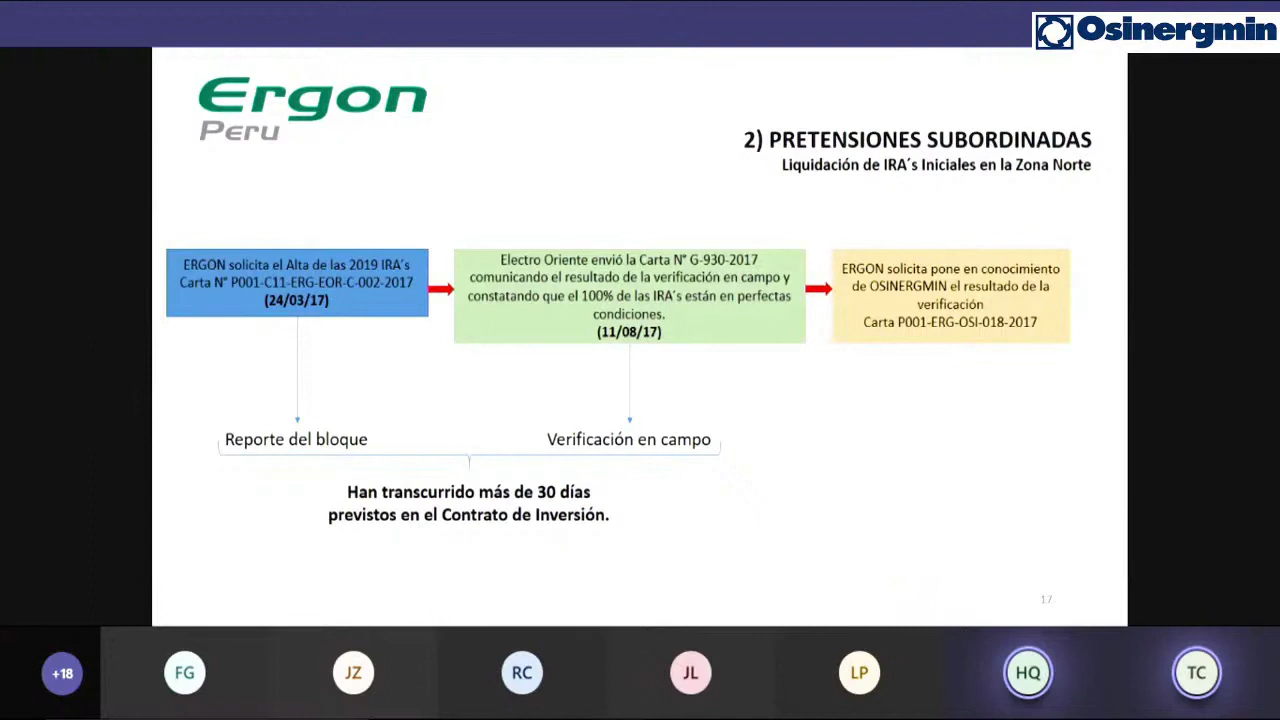 Osinergmin
Ergon
Peru
2) PRETENSIONES SUBORDINADAS
Liquidación de IRA´s Iniciales en la Zona Norte
ERGON solicita el Alta de las 2019 IRA´s
Carta N° P001-C11-ERG-EOR-C-002-2017
(24/03/17)
Electro Oriente envió la Carta N° G-930-2017
comunicando el resultado de la verificación en campo y
constatando que el 100% de las IRA´s están en perfectas
condiciones.
(11/08/17)
ERGON solicita pone en conocimiento
de OSINERGMIN el resultado de la
verificación
Carta P001-ERG-OSI-018-2017
Reporte del bloque
Verificación en campo
Han transcurrido más de 30 días
previstos en el Contrato de Inversión.
17
+18
FG
JZ
RC
JL
LP
HQ
TC